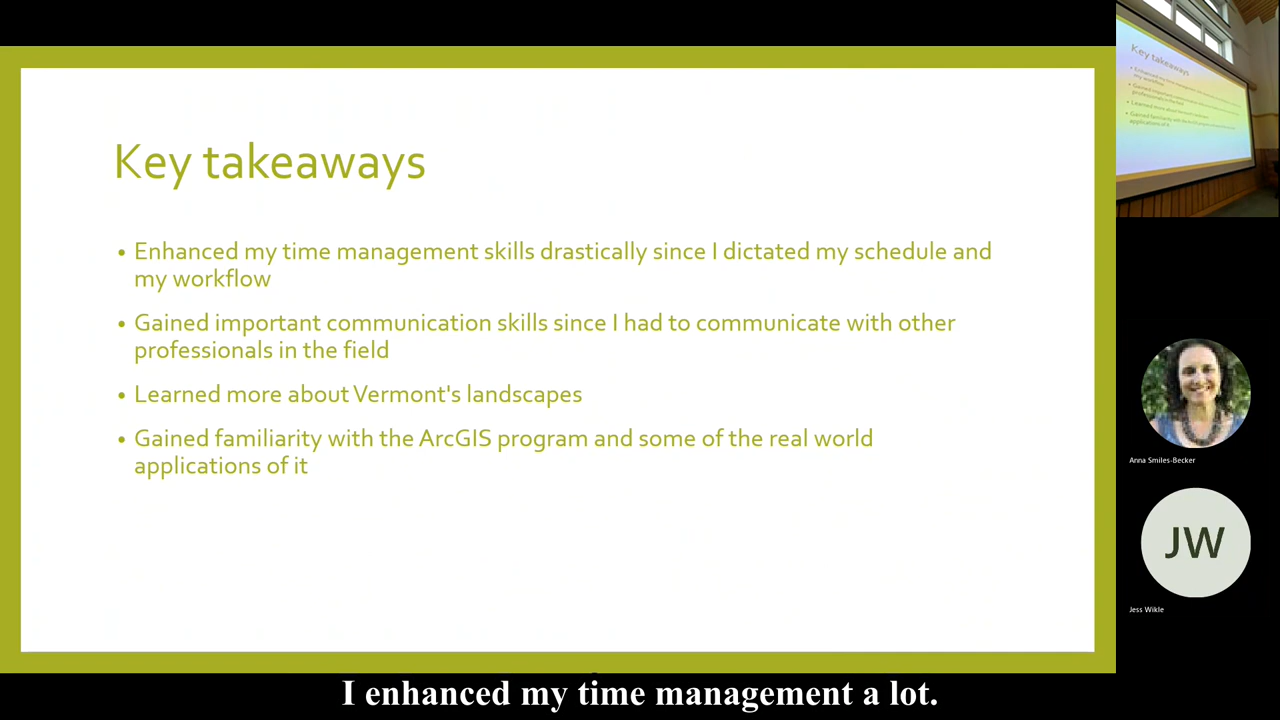 Key takeaways
• Enhanced my time management skills drastically since I dictated my schedule and
my workflow
• Gained important communication skills since I had to communicate with other
professionals in the field
• Learned more about Vermont's landscapes
• Gained familiarity with the ArcGIS program and some of the real world
applications of it
Key takeaways
Anna Smiles-Becker
JW
Jess Wikle
I enhanced my time management a lot.